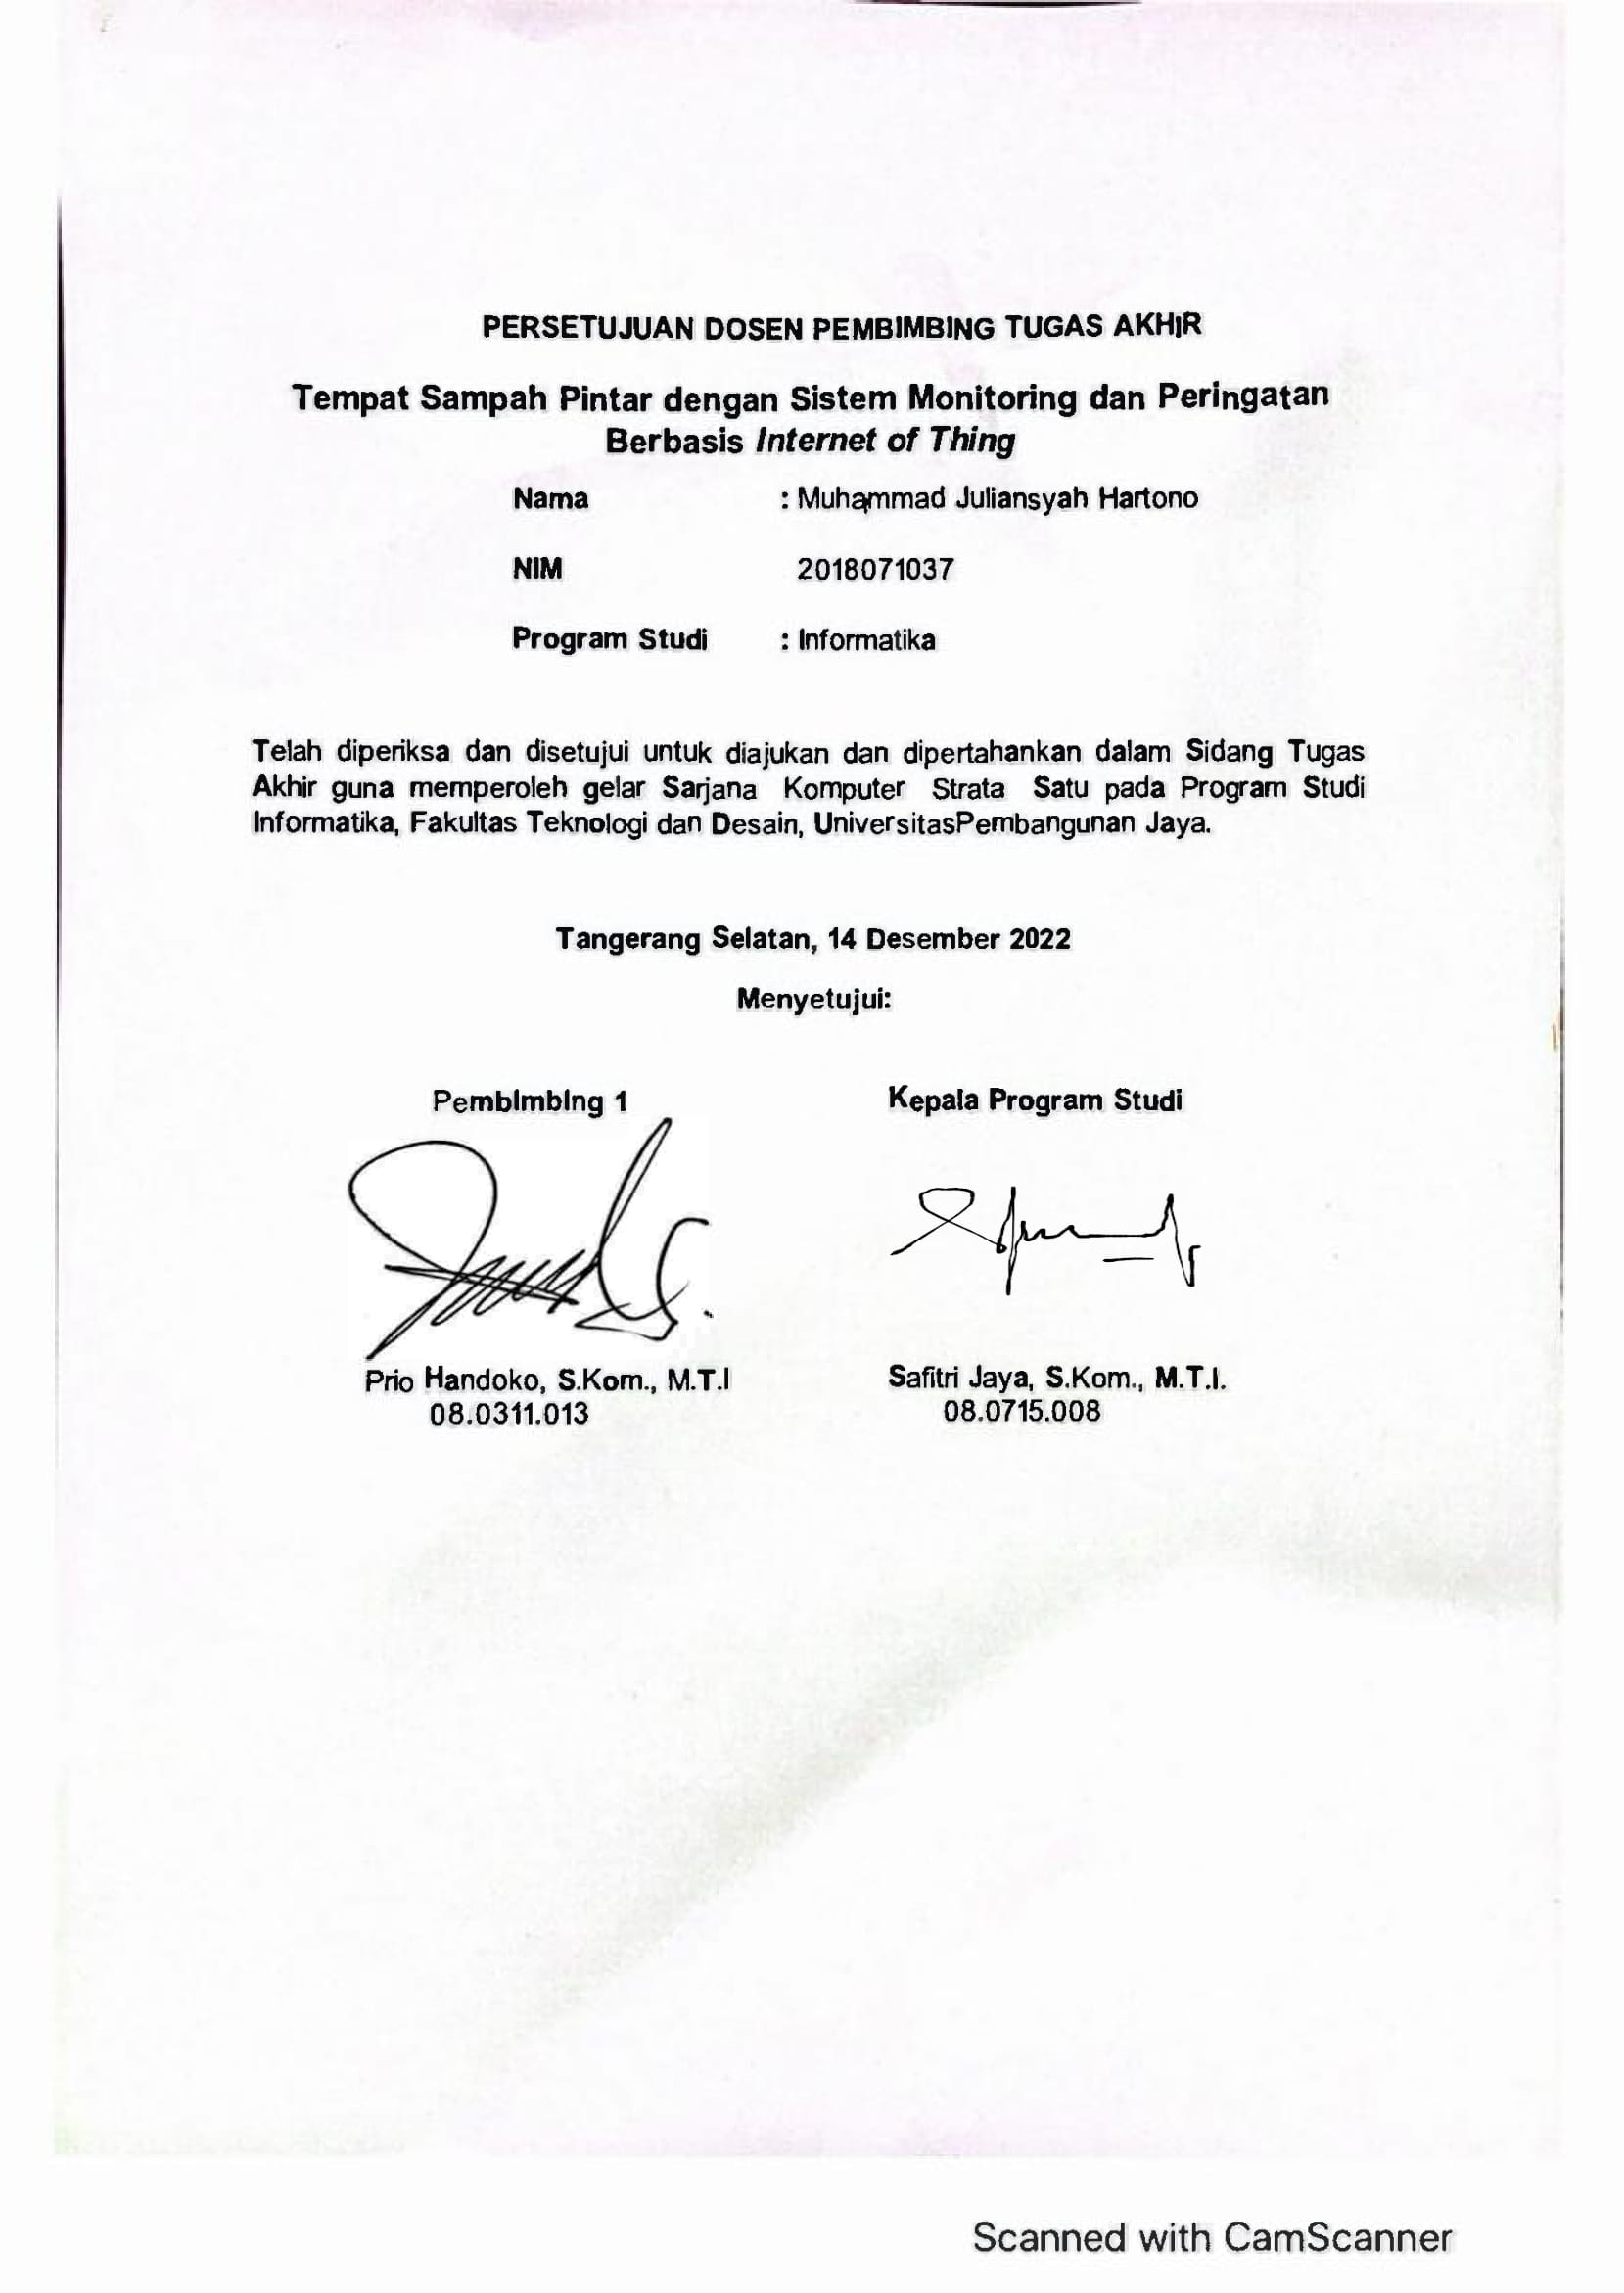 PERSETUJUAN DOSEN PEMBIMBING TUGAS AKHIR
Tempat Sampah Pintar dengan Sistem Monitoring dan Peringatan
Berbasis Internet of Thing
Nama : Muhammad Juliansyah Hartono
NIM 2018071037
Program Studi : Informatika
Telah diperiksa dan disetujui untuk diajukan dan dipertahankan dalam Sidang Tugas
Akhir guna memperoleh gelar Sarjana Komputer Strata Satu pada Program Studi
Informatika, Fakultas Teknologi dan Desain, UniversitasPembangunan Jaya.
Tangerang Selatan, 14 Desember 2022
Menyetujui:
Pembimbing 1 Kepala Program Studi
Prio Handoko, S.Kom., M.T.I Safitri Jaya, S.Kom., M.T.I.
08.0311.013 08.0715.008
Scanned with CamScanner